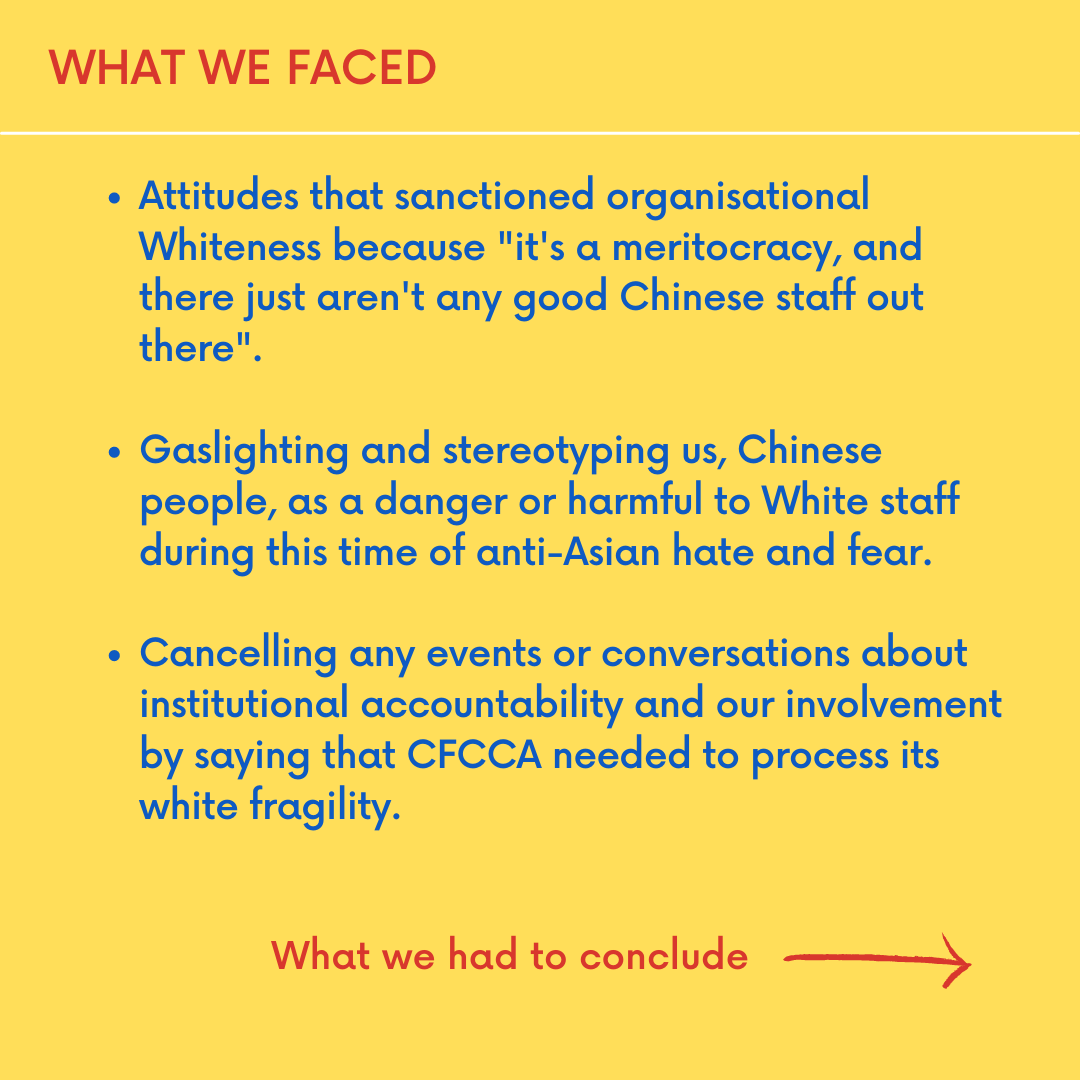 WHAT WE FACED
• Attitudes that sanctioned organisational
Whiteness because "it's a meritocracy, and
there just aren't any good Chinese staff out
there".
• Gaslighting and stereotyping us, Chinese
people, as a danger or harmful to White staff
during this time of anti-Asian hate and fear.
• Cancelling any events or conversations about
institutional accountability and our involvement
by saying that CFCCA needed to process its
white fragility.
What we had to conclude